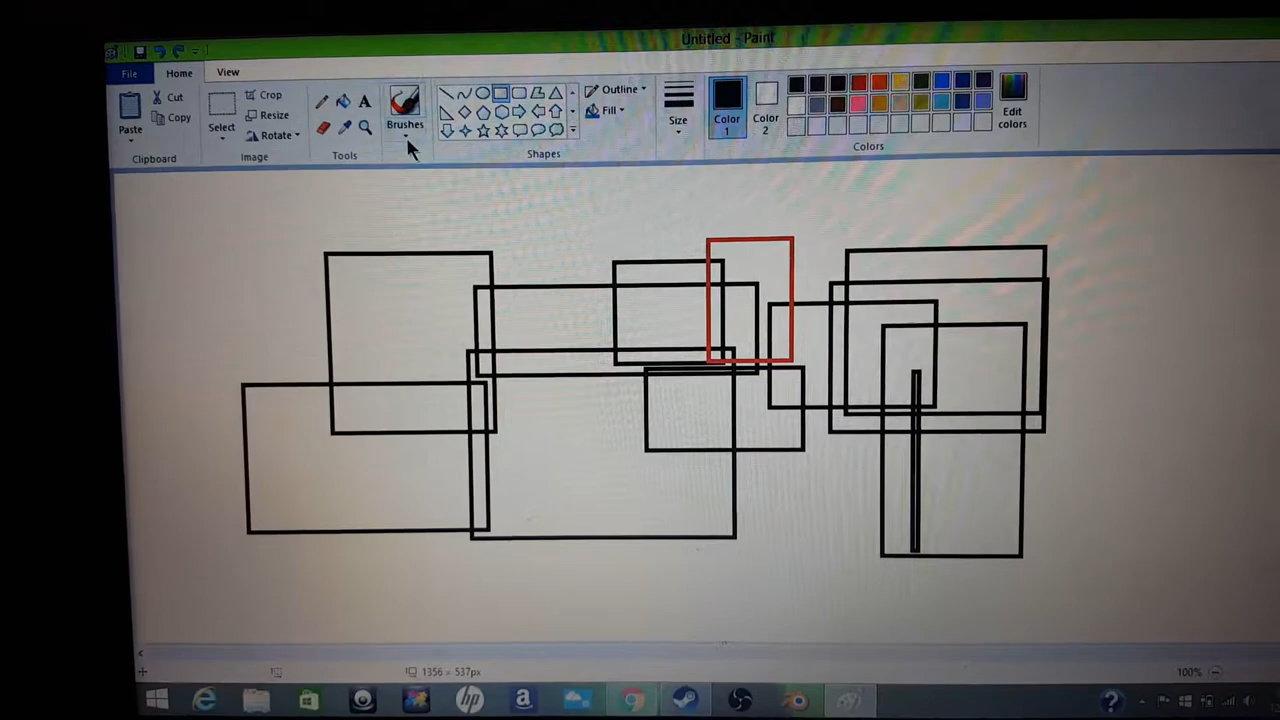 Untitled - Paint
File Home View
Paste
Cut
Copy
Clipboard
Select
Crop
Resize
Rotate
Image
A
Tools
Brushes
Shapes
Outline
Fill
Size
Color 1
Color 2
Edit colors
Colors
1356 × 537px
100%
hp
a
?